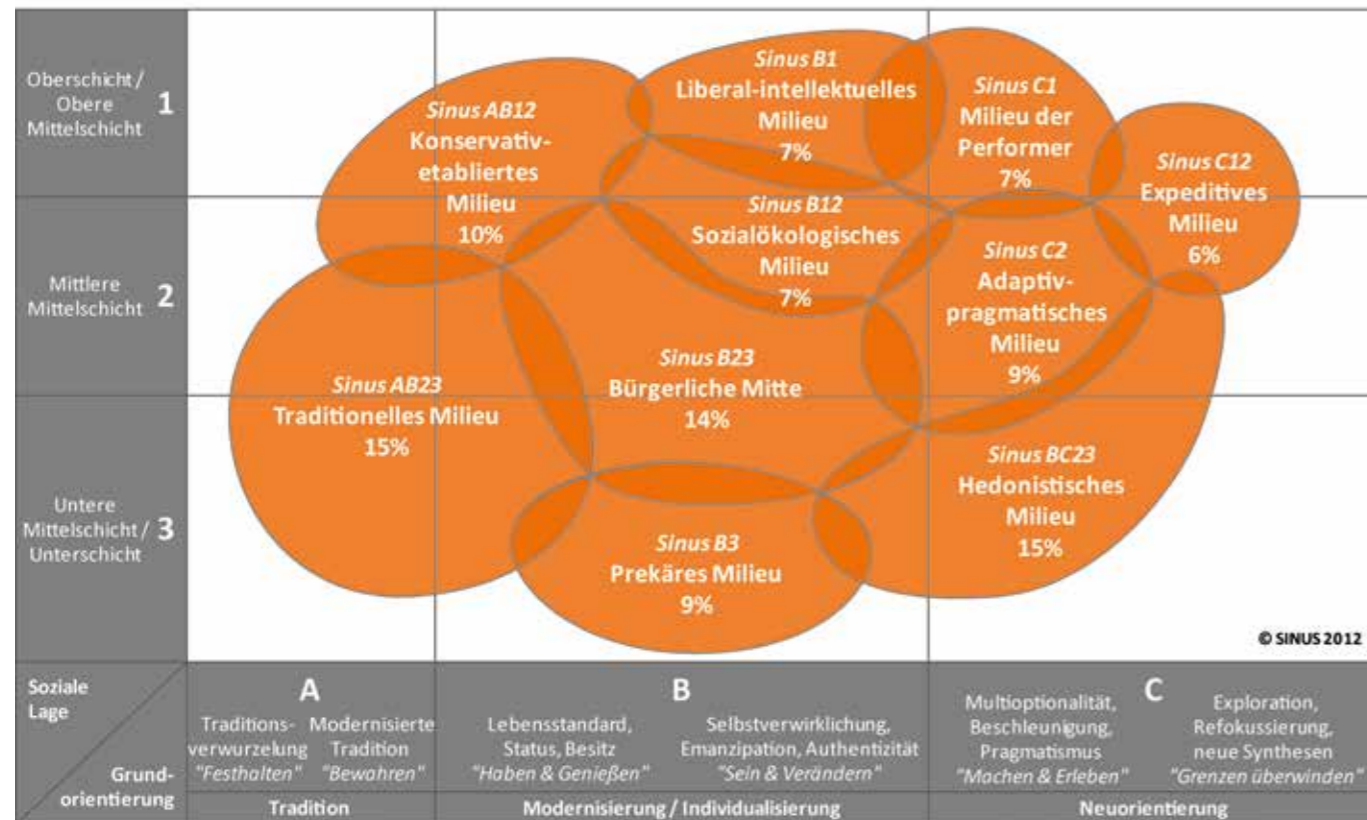 Oberschicht /
Obere
Mittelschicht
1
Mittlere
Mittelschicht
2
Untere
Mittelschicht /
Unterschicht
3
Sinus AB12
Konservativ-
etabliertes
Milieu
10%
Sinus B1
Liberal-intellektuelles
Milieu
7%
Sinus C1
Milieu der
Performer
7%
Sinus C12
Expeditives
Milieu
6%
Sinus B12
Sozialökologisches
Milieu
7%
Sinus C2
Adaptiv-
pragmatisches
Milieu
9%
Sinus AB23
Traditionelles Milieu
15%
Sinus B23
Bürgerliche Mitte
14%
Sinus BC23
Hedonistisches
Milieu
15%
Sinus B3
Prekäres Milieu
9%
© SINUS 2012
Soziale
Lage
Grund-
orientierung
A
Traditions-
verwurzelung
"Festhalten"
Modernisierte
Tradition
"Bewahren"
Tradition
B
Lebensstandard,
Status, Besitz
"Haben & Genießen"
Selbstverwirklichung,
Emanzipation, Authentizität
"Sein & Verändern"
Modernisierung / Individualisierung
C
Multioptionalität,
Beschleunigung,
Pragmatismus
"Machen & Erleben"
Exploration,
Refokussierung,
neue Synthesen
"Grenzen überwinden"
Neuorientierung